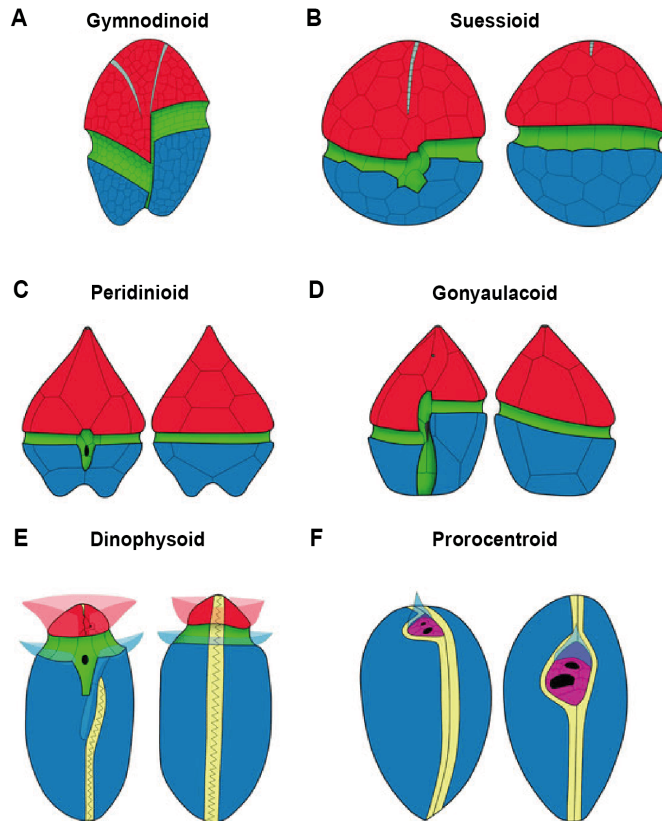 A Gymnodinoid
B Suessioid
C Peridinioid
D Gonyaulacoid
E Dinophysoid
F Prorocentroid